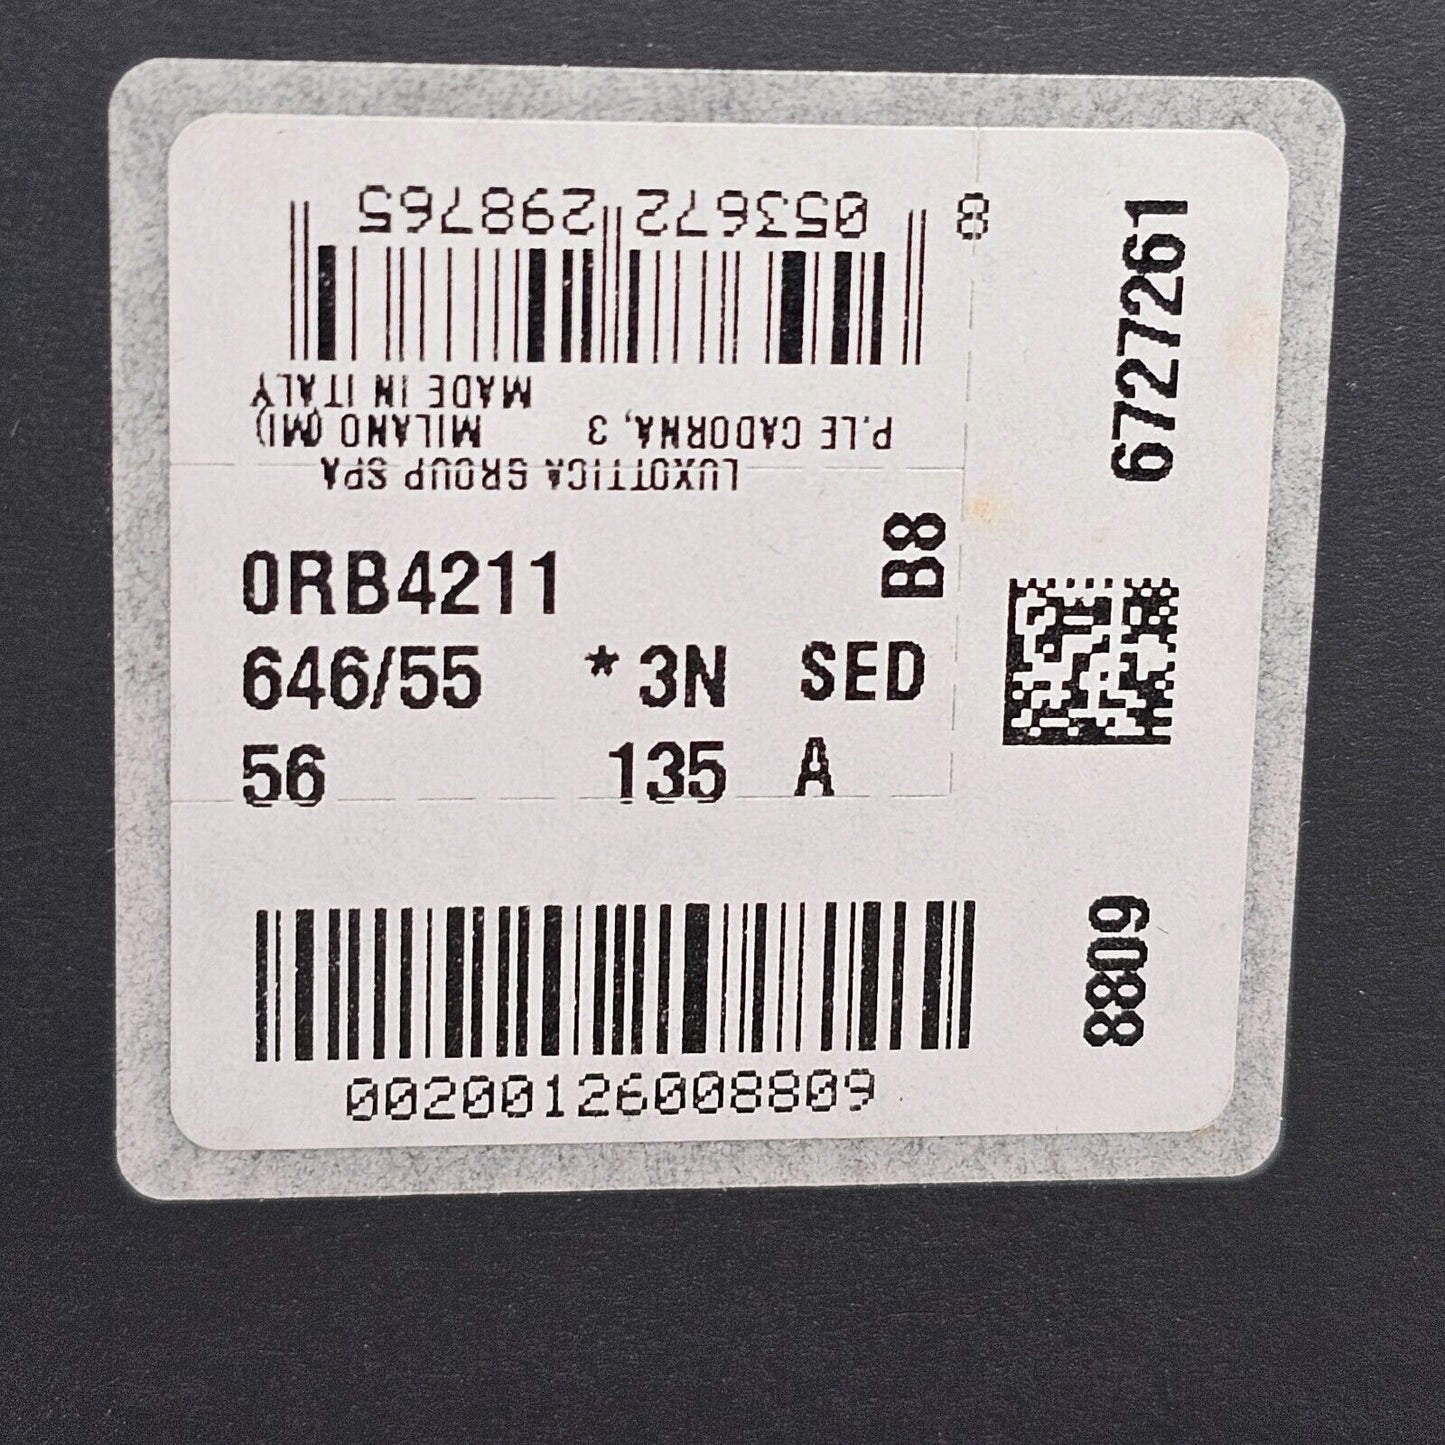 8 053672 298765
MADE IN ITALY
P.LE CADORNA, 3 MILANO (MI)
LUXOTTICA GROUP SPA
0RB4211
B8
646/55 *3N SED
56 135 A
00200126008809
6727261
8809